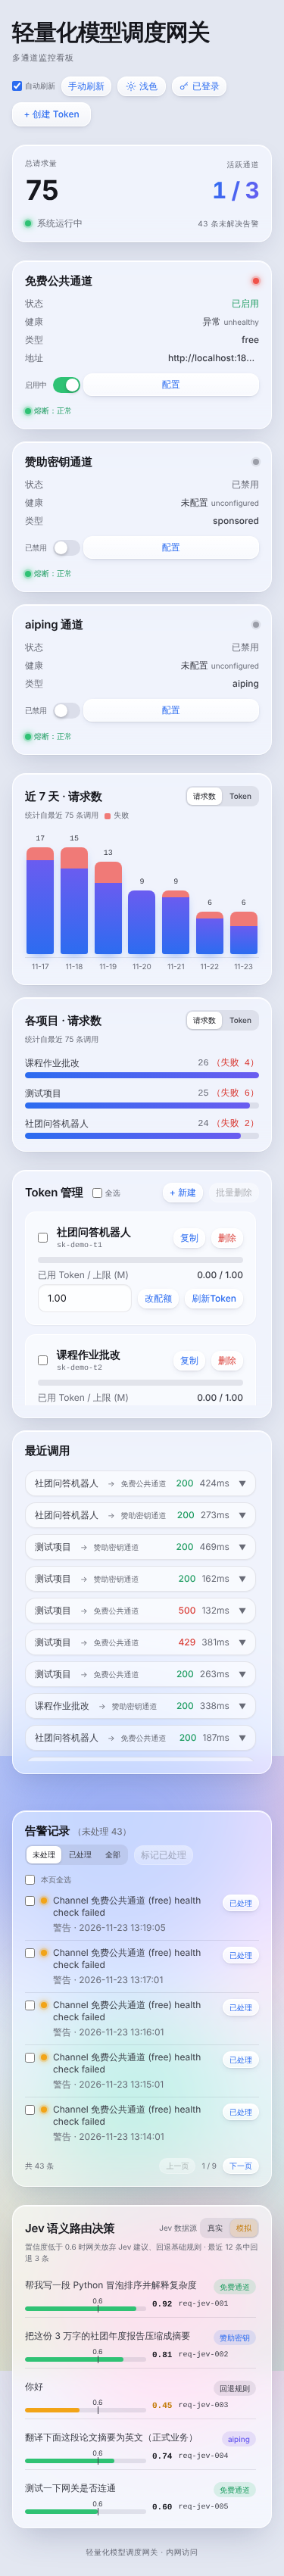 轻量化模型调度网关
多通道监控看板
自动刷新 手动刷新 浅色 已登录
+ 创建 Token
总请求量 活跃通道
75 1 / 3
系统运行中 43 条未解决告警
免费公共通道
状态 已启用
健康 异常 unhealthy
类型 free
地址 http://localhost:18...
启用中 配置
熔断：正常
赞助密钥通道
状态 已禁用
健康 未配置 unconfigured
类型 sponsored
已禁用 配置
熔断：正常
aiping 通道
状态 已禁用
健康 未配置 unconfigured
类型 aiping
已禁用 配置
熔断：正常
近 7 天 · 请求数 请求数 Token
统计自最近 75 条调用 失败
17 15 13 9 9 6 6
11-17 11-18 11-19 11-20 11-21 11-22 11-23
各项目 · 请求数 请求数 Token
统计自最近 75 条调用
课程作业批改 26 （失败 4）
测试项目 25 （失败 6）
社团问答机器人 24 （失败 2）
Token 管理 全选 + 新建 批量删除
社团问答机器人 复制 删除
sk-demo-t1
已用 Token / 上限 (M) 0.00 / 1.00
1.00 改配额 刷新Token
课程作业批改 复制 删除
sk-demo-t2
已用 Token / 上限 (M) 0.00 / 1.00
最近调用
社团问答机器人 → 免费公共通道 200 424ms ▼
社团问答机器人 → 赞助密钥通道 200 273ms ▼
测试项目 → 赞助密钥通道 200 469ms ▼
测试项目 → 赞助密钥通道 200 162ms ▼
测试项目 → 免费公共通道 500 132ms ▼
测试项目 → 免费公共通道 429 381ms ▼
测试项目 → 免费公共通道 200 263ms ▼
课程作业批改 → 赞助密钥通道 200 338ms ▼
社团问答机器人 → 免费公共通道 200 187ms ▼
告警记录 （未处理 43）
未处理 已处理 全部 标记已处理
本页全选
Channel 免费公共通道 (free) health 已处理
check failed
警告 · 2026-11-23 13:19:05
Channel 免费公共通道 (free) health 已处理
check failed
警告 · 2026-11-23 13:17:01
Channel 免费公共通道 (free) health 已处理
check failed
警告 · 2026-11-23 13:16:01
Channel 免费公共通道 (free) health 已处理
check failed
警告 · 2026-11-23 13:15:01
Channel 免费公共通道 (free) health 已处理
check failed
警告 · 2026-11-23 13:14:01
共 43 条 上一页 1 / 9 下一页
Jev 语义路由决策 Jev 数据源 真实 模拟
置信度低于 0.6 时网关放弃 Jev 建议、回退基础规则 · 最近 12 条中回
退 3 条
帮我写一段 Python 冒泡排序并解释复杂度 免费通道
0.6 0.92 req-jev-001
把这份 3 万字的社团年度报告压缩成摘要 赞助密钥
0.6 0.81 req-jev-002
你好 回退规则
0.6 0.45 req-jev-003
翻译下面这段论文摘要为英文（正式业务） aiping
0.6 0.74 req-jev-004
测试一下网关是否连通 免费通道
0.6 0.60 req-jev-005
轻量化模型调度网关 · 内网访问